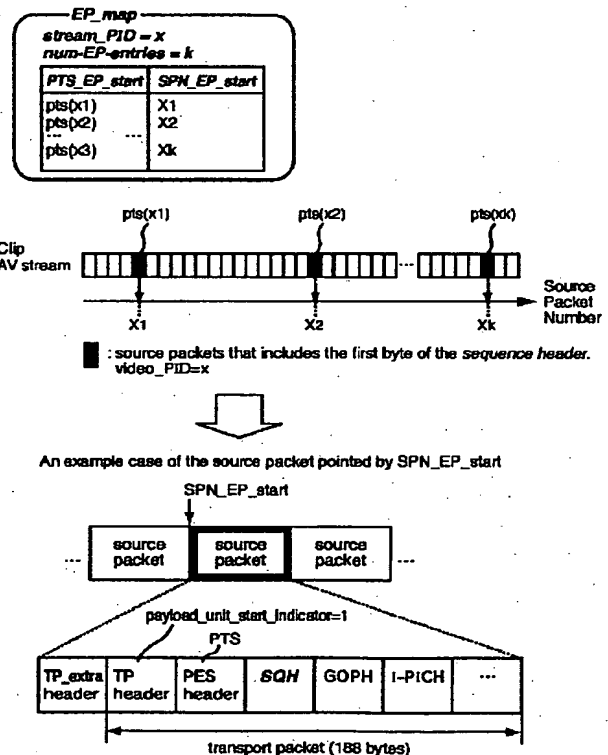 EP_map
stream_PID = x
num-EP-entries = k
PTS_EP_start SPN_EP_start
pts(x1) X1
pts(x2) X2
... ...
pts(x3) Xk
pts(x1) pts(x2) pts(xk)
Clip
AV stream
...
Source
Packet
Number
X1 X2 Xk
: source packets that includes the first byte of the sequence header.
video_PID=x
An example case of the source packet pointed by SPN_EP_start
SPN_EP_start
... source packet source packet source packet ...
payload_unit_start_indicator=1
PTS
TP_extra header TP header PES header SQH GOPH I-PICH ...
transport packet (188 bytes)